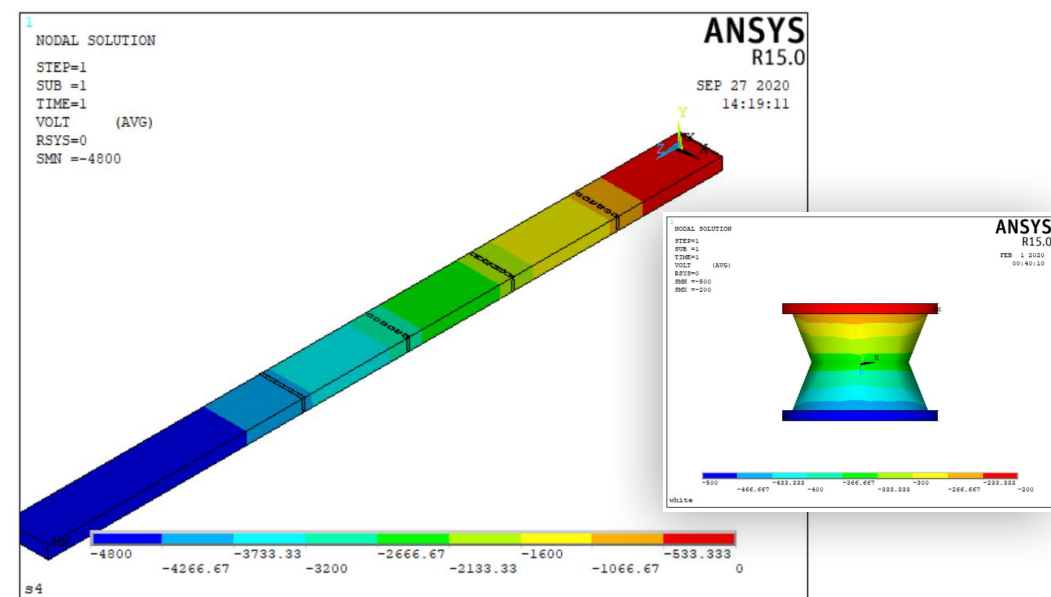 1
NODAL SOLUTION
STEP=1
SUB =1
TIME=1
VOLT (AVG)
RSYS=0
SMN =-4800
ANSYS
R15.0
SEP 27 2020
14:19:11
Y
Z
X
-4800
-4266.67
-3733.33
-3200
-2666.67
-2133.33
-1600
-1066.67
-533.333
0
s4
1
NODAL SOLUTION
STEP=1
SUB =1
TIME=1
VOLT (AVG)
RSYS=0
SMN =-500
SMX =-200
ANSYS
R15.0
FEB 1 2020
00:40:10
X
-500
-466.667
-433.333
-400
-366.667
-333.333
-300
-266.667
-233.333
-200
white